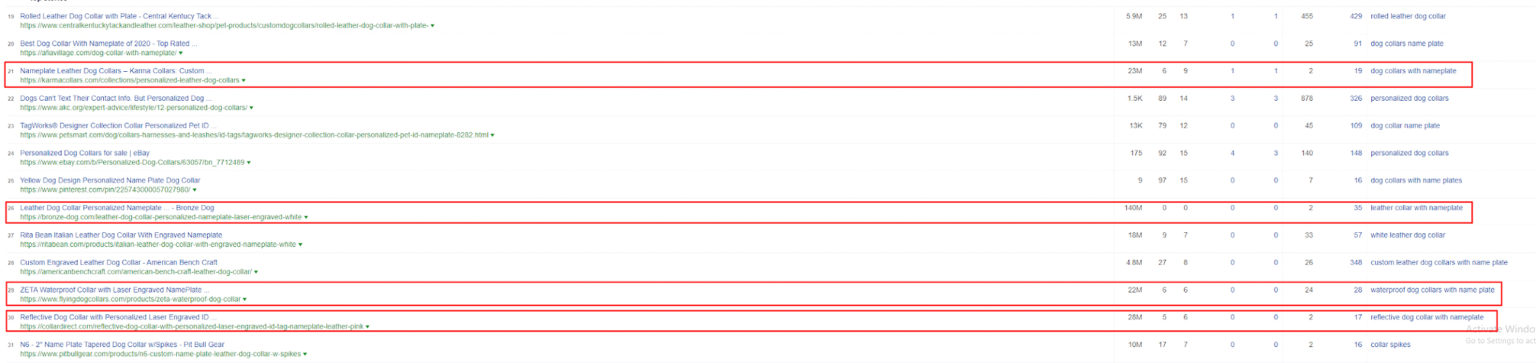 19 Rolled Leather Dog Collar with Plate - Central Kentucy Tack... 5.9M 25 13 1 1 455 429 rolled leather dog collar
https://www.centralkentuckytackandleather.com/leather-shop/pet-products/customdogcollars/rolled-leather-dog-collar-with-plate-
20 Best Dog Collar With Nameplate of 2020 - Top Rated ... 13M 12 7 0 0 25 91 dog collars name plate
https://allavillage.com/dog-collar-with-nameplate/
21 Nameplate Leather Dog Collars – Karma Collars: Custom ... 23M 6 9 1 1 2 19 dog collars with nameplate
https://karmacollars.com/collections/personalized-leather-dog-collars
22 Dogs Can't Text Their Contact Info. But Personalized Dog ... 1.5K 89 14 3 3 878 326 personalized dog collars
https://www.akc.org/expert-advice/lifestyle/12-personalized-dog-collars/
23 TagWorks® Designer Collection Collar Personalized Pet ID ... 13K 79 12 0 0 45 109 dog collar name plate
https://www.petsmart.com/dog/collars-harnesses-and-leashes/id-tags/tagworks-designer-collection-collar-personalized-pet-id-nameplate-0282.html
24 Personalized Dog Collars for sale | eBay 175 92 15 4 3 140 148 personalized dog collars
https://www.ebay.com/b/Personalized-Dog-Collars/63057/bn_7712489
25 Yellow Dog Design Personalized Name Plate Dog Collar 9 97 15 0 0 7 16 dog collars with name plates
https://www.pinterest.com/pin/225743000057027980/
26 Leather Dog Collar Personalized Nameplate ... - Bronze Dog 140M 0 0 0 0 2 35 leather collar with nameplate
https://bronze-dog.com/leather-dog-collar-personalized-nameplate-laser-engraved-white
27 Rita Bean Italian Leather Dog Collar With Engraved Nameplate 18M 9 7 0 0 33 57 white leather dog collar
https://ritabean.com/products/italian-leather-dog-collar-with-engraved-nameplate-white
28 Custom Engraved Leather Dog Collar - American Bench Craft 4.8M 27 8 0 0 26 348 custom leather dog collars with name plate
https://americanbenchcraft.com/american-bench-craft-leather-dog-collar/
29 ZETA Waterproof Collar with Laser Engraved NamePlate ... 22M 6 6 0 0 24 28 waterproof dog collars with name plate
https://www.flyingdogcollars.com/products/zeta-waterproof-dog-collar
30 Reflective Dog Collar with Personalized Laser Engraved ID ... 28M 5 6 0 0 2 17 reflective dog collar with nameplate
https://collardirect.com/reflective-dog-collar-with-personalized-laser-engraved-id-tag-nameplate-leather-pink
Activate Windo
Go to Settings to act
31 N6 - 2" Name Plate Tapered Dog Collar w/Spikes - Pit Bull Gear 10M 17 7 0 0 2 16 collar spikes
https://www.pitbullgear.com/products/n6-custom-name-plate-leather-dog-collar-w-spikes